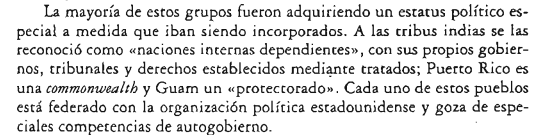 La mayoría de estos grupos fueron adquiriendo un estatus político es-
pecial a medida que iban siendo incorporados. A las tribus indias se las
reconoció como «naciones internas dependientes», con sus propios gobier-
nos, tribunales y derechos establecidos mediante tratados; Puerto Rico es
una commonwealth y Guam un «protectorado». Cada uno de estos pueblos
está federado con la organización política estadounidense y goza de espe-
ciales competencias de autogobierno.